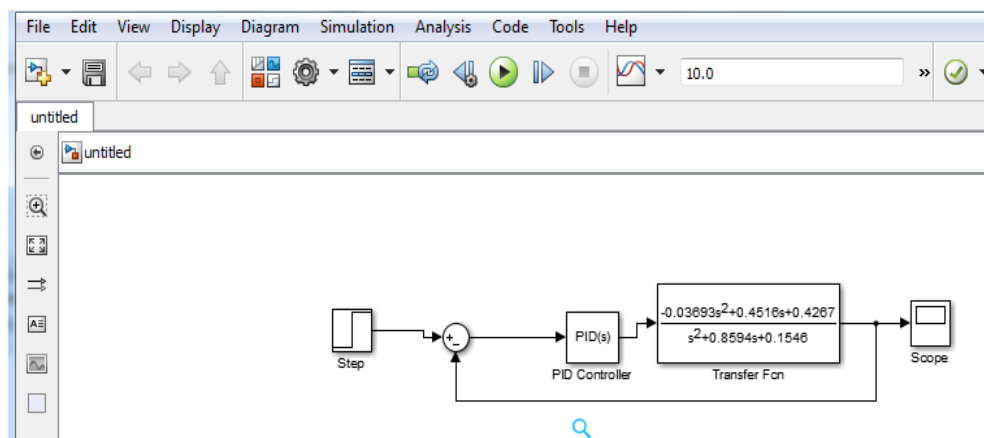 File Edit View Display Diagram Simulation Analysis Code Tools Help
10.0 »
untitled
untitled
-0.03693s²+0.4516s+0.4267
s²+0.8594s+0.1546
+
-
PID(s)
Step
PID Controller
Transfer Fcn
Scope